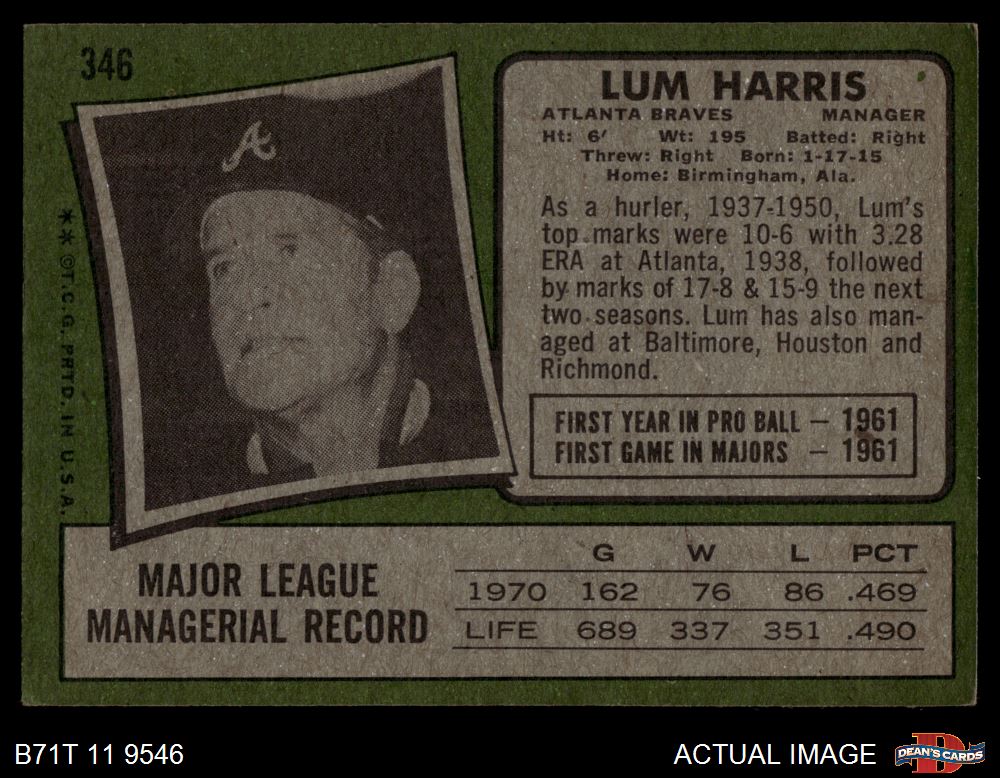 346
A
** ©T.C.G. PRTD. IN U.S.A.
LUM HARRIS
ATLANTA BRAVES MANAGER
Ht: 6' Wt: 195 Batted: Right
Threw: Right Born: 1-17-15
Home: Birmingham, Ala.
As a hurler, 1937-1950, Lum's
top marks were 10-6 with 3.28
ERA at Atlanta, 1938, followed
by marks of 17-8 & 15-9 the next
two seasons. Lum has also man-
aged at Baltimore, Houston and
Richmond.
FIRST YEAR IN PRO BALL — 1961
FIRST GAME IN MAJORS — 1961
MAJOR LEAGUE
MANAGERIAL RECORD
G W L PCT
1970 162 76 86 .469
LIFE 689 337 351 .490
B71T 11 9546
ACTUAL IMAGE
D
DEAN'S CARDS